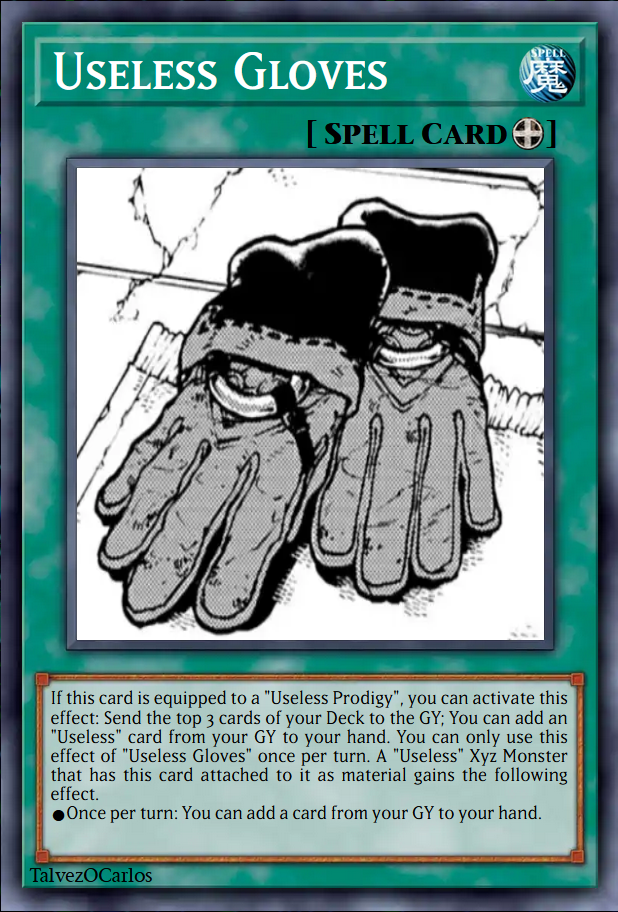 Useless Gloves
SPELL
魔
[ Spell Card ]
If this card is equipped to a "Useless Prodigy", you can activate this
effect: Send the top 3 cards of your Deck to the GY; You can add an
"Useless" card from your GY to your hand. You can only use this
effect of "Useless Gloves" once per turn. A "Useless" Xyz Monster
that has this card attached to it as material gains the following
effect.
●Once per turn: You can add a card from your GY to your hand.
TalvezOCarlos